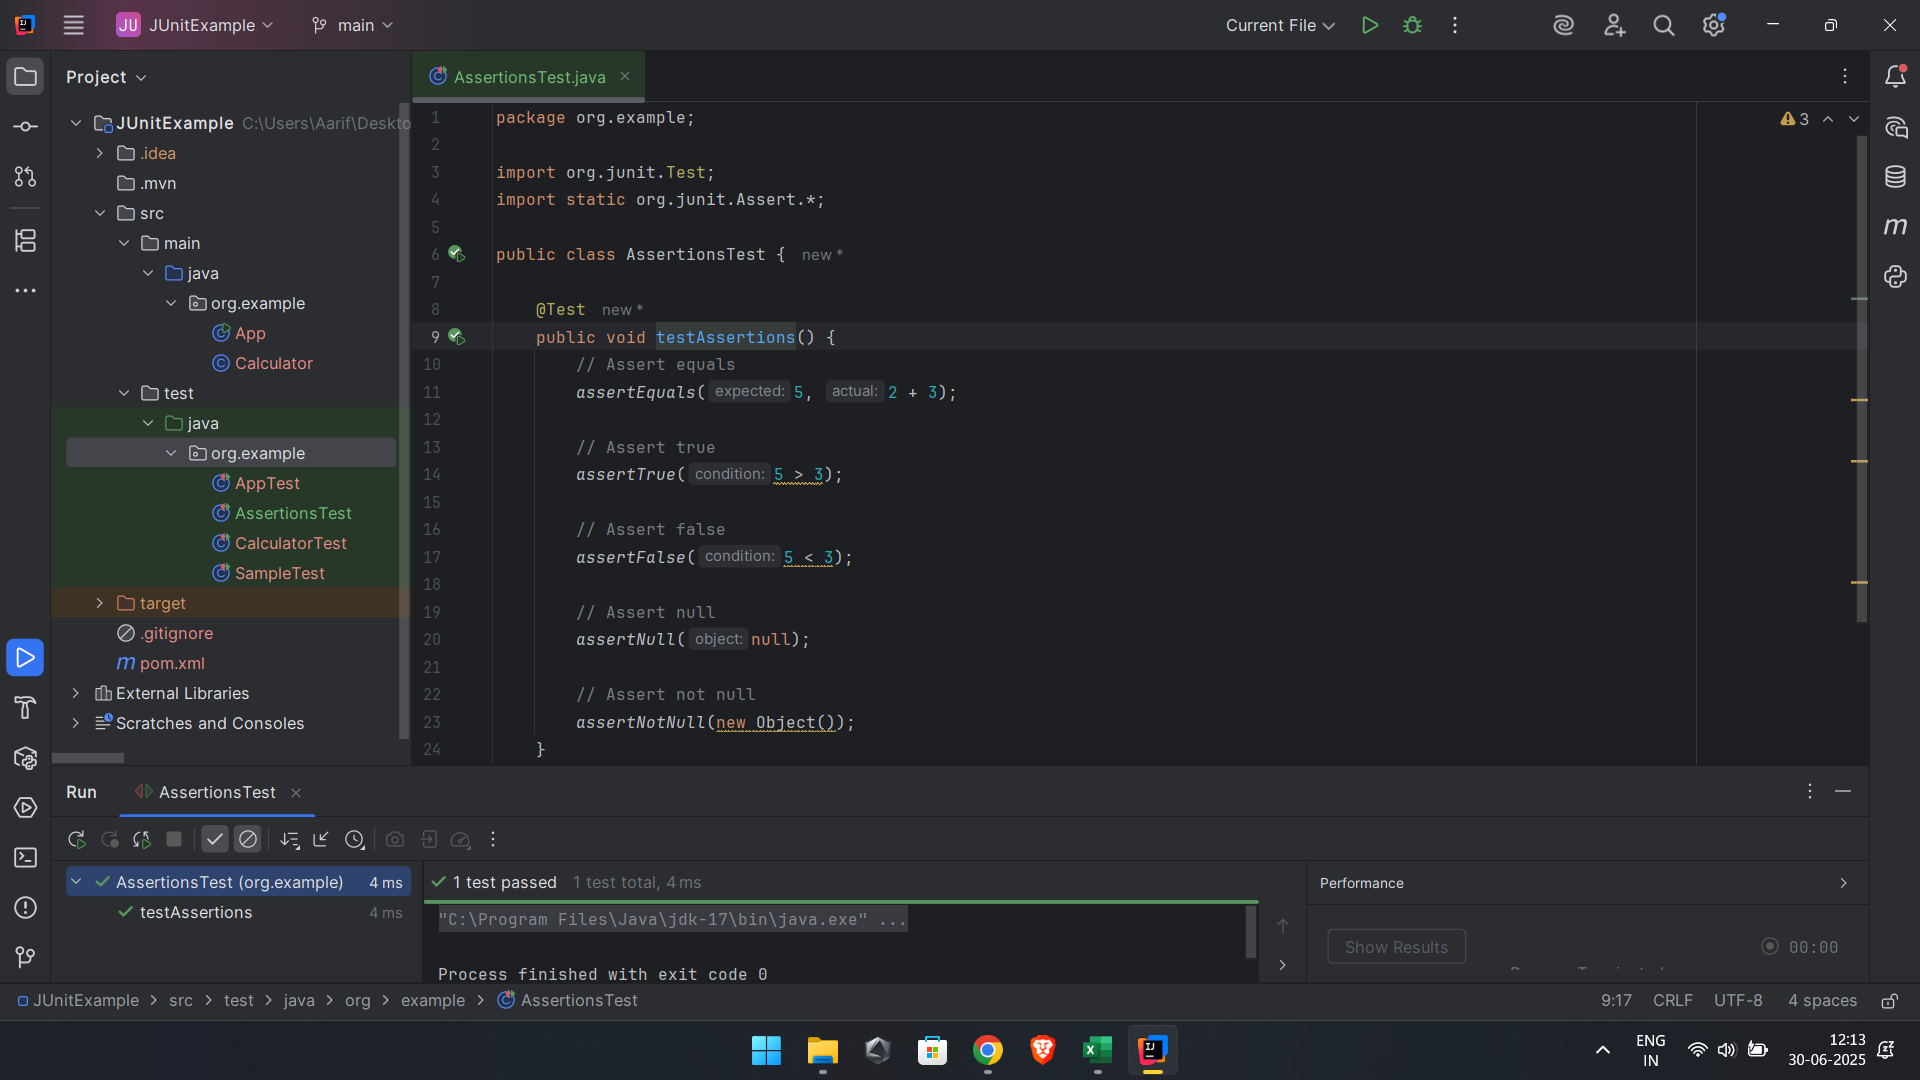 JU JUnitExample main Current File
Project
AssertionsTest.java
JUnitExample C:\Users\Aarif\Deskto
.idea
.mvn
src
main
java
org.example
App
Calculator
test
java
org.example
AppTest
AssertionsTest
CalculatorTest
SampleTest
target
.gitignore
m pom.xml
External Libraries
Scratches and Consoles
3
1 package org.example;
2
3 import org.junit.Test;
4 import static org.junit.Assert.*;
5
6 public class AssertionsTest { new *
7
8 @Test new *
9 public void testAssertions() {
10 // Assert equals
11 assertEquals( expected: 5, actual: 2 + 3);
12
13 // Assert true
14 assertTrue( condition: 5 > 3);
15
16 // Assert false
17 assertFalse( condition: 5 < 3);
18
19 // Assert null
20 assertNull( object: null);
21
22 // Assert not null
23 assertNotNull(new Object());
24 }
m
Run AssertionsTest
AssertionsTest (org.example) 4 ms
testAssertions 4 ms
1 test passed 1 test total, 4 ms
"C:\Program Files\Java\jdk-17\bin\java.exe" ...
Process finished with exit code 0
Performance
Show Results 00:00
JUnitExample > src > test > java > org > example > AssertionsTest
9:17 CRLF UTF-8 4 spaces
ENG
IN
12:13
30-06-2025